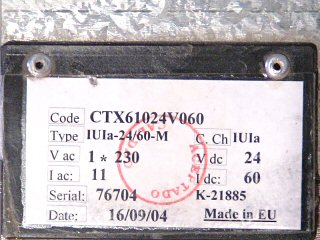 Code CTX61024V060
Type IUIa-24/60-M C. Ch IUIa
V ac 1 * 230 V dc 24
I ac: 11 I dc: 60
Serial: 76704 K-21885
Date: 16/09/04 Made in EU
ACEPTADO